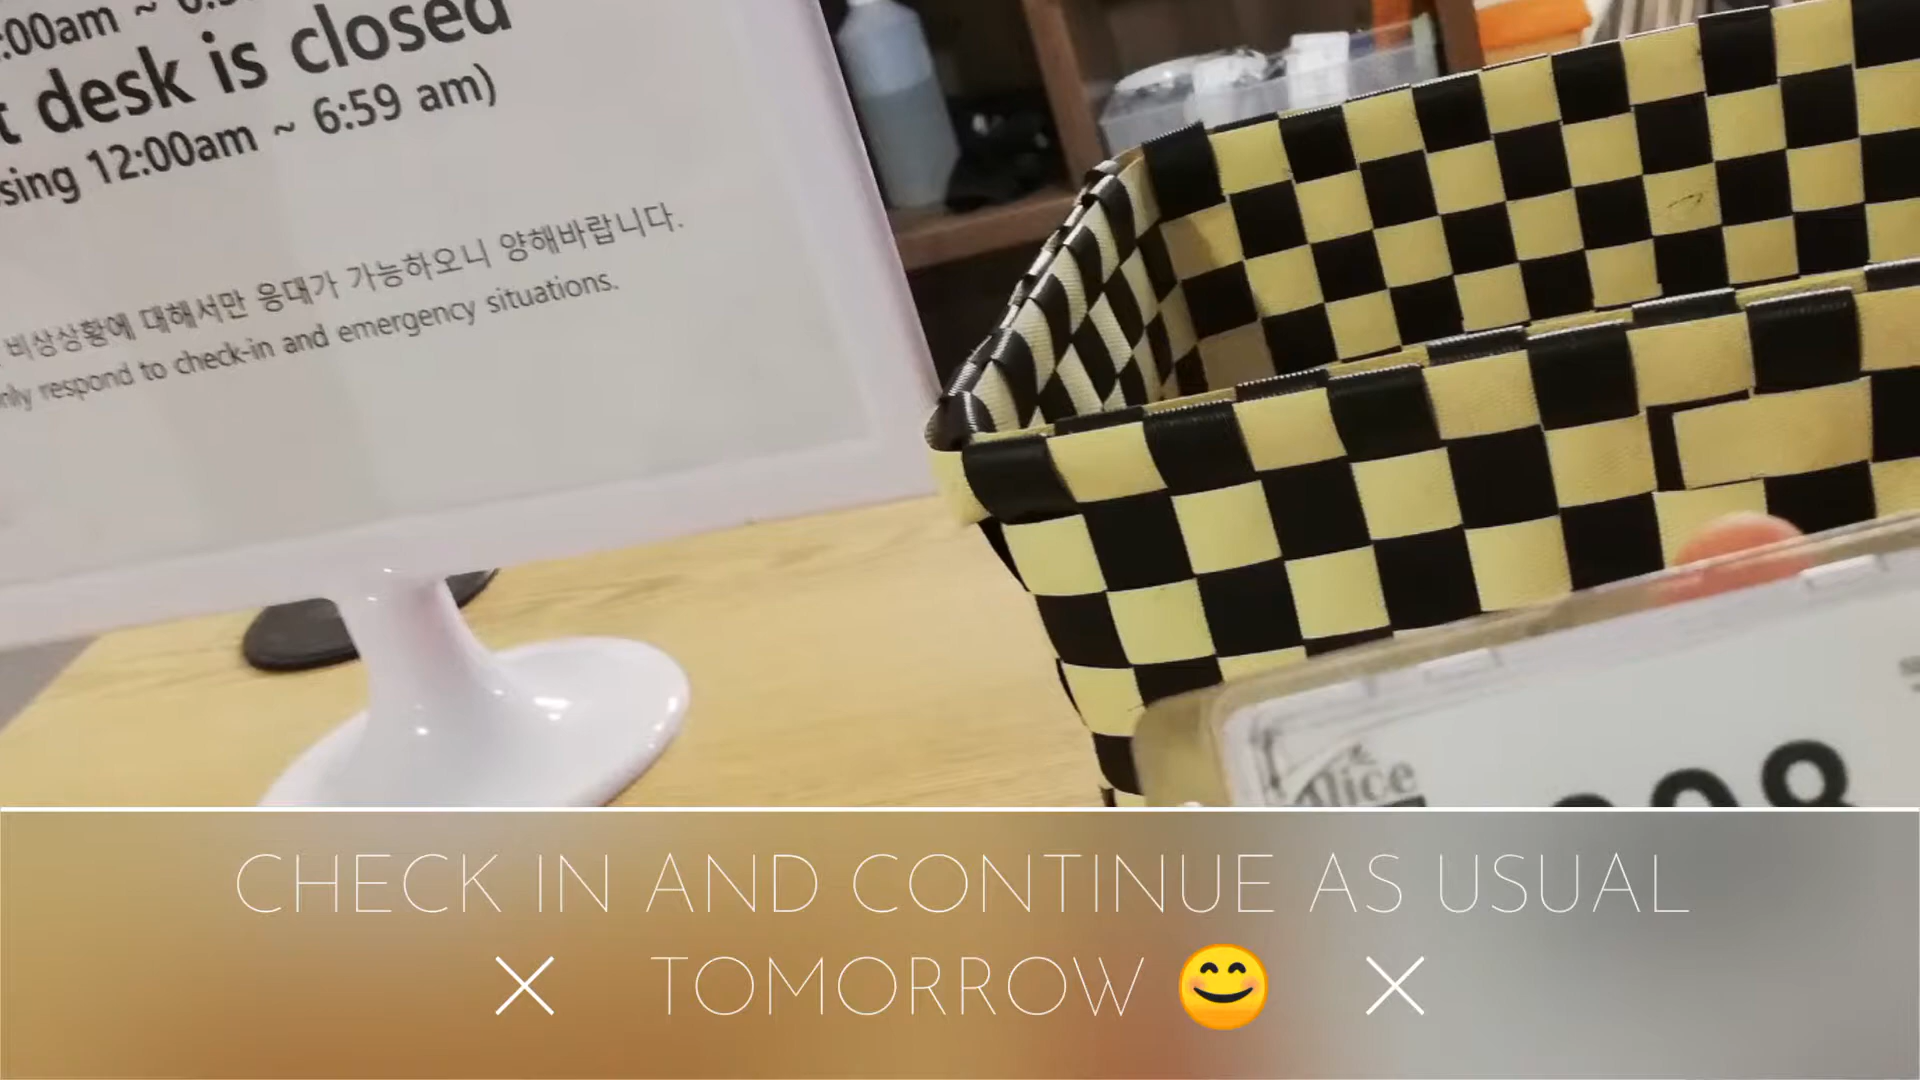 :00am ~
t desk is closed
sing 12:00am ~ 6:59 am)
비상상황에 대해서만 응대가 가능하오니 양해바랍니다.
nly respond to check-in and emergency situations.
alice
CHECK IN AND CONTINUE AS USUAL
TOMORROW 😊